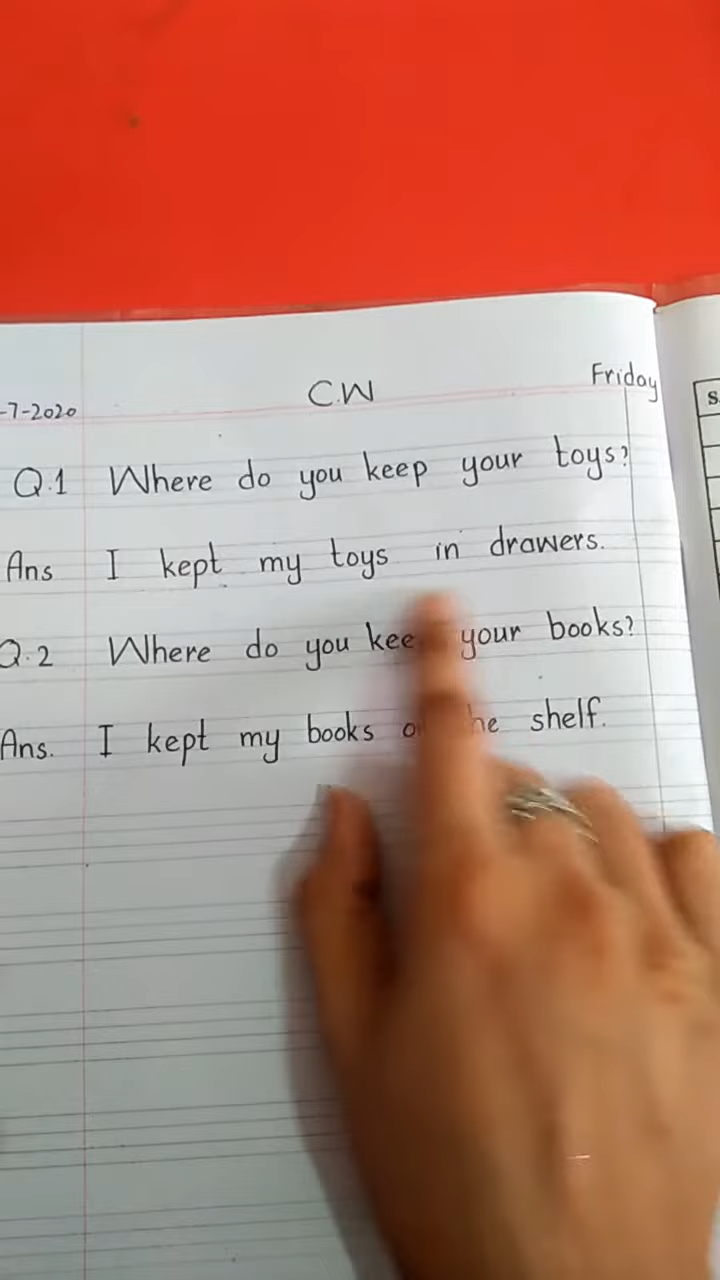 -7-2020 C.W Friday
Q.1 Where do you keep your toys?
Ans I kept my toys in drawers.
Q.2 Where do you your books?
Ans. I kept my books shelf.
S.